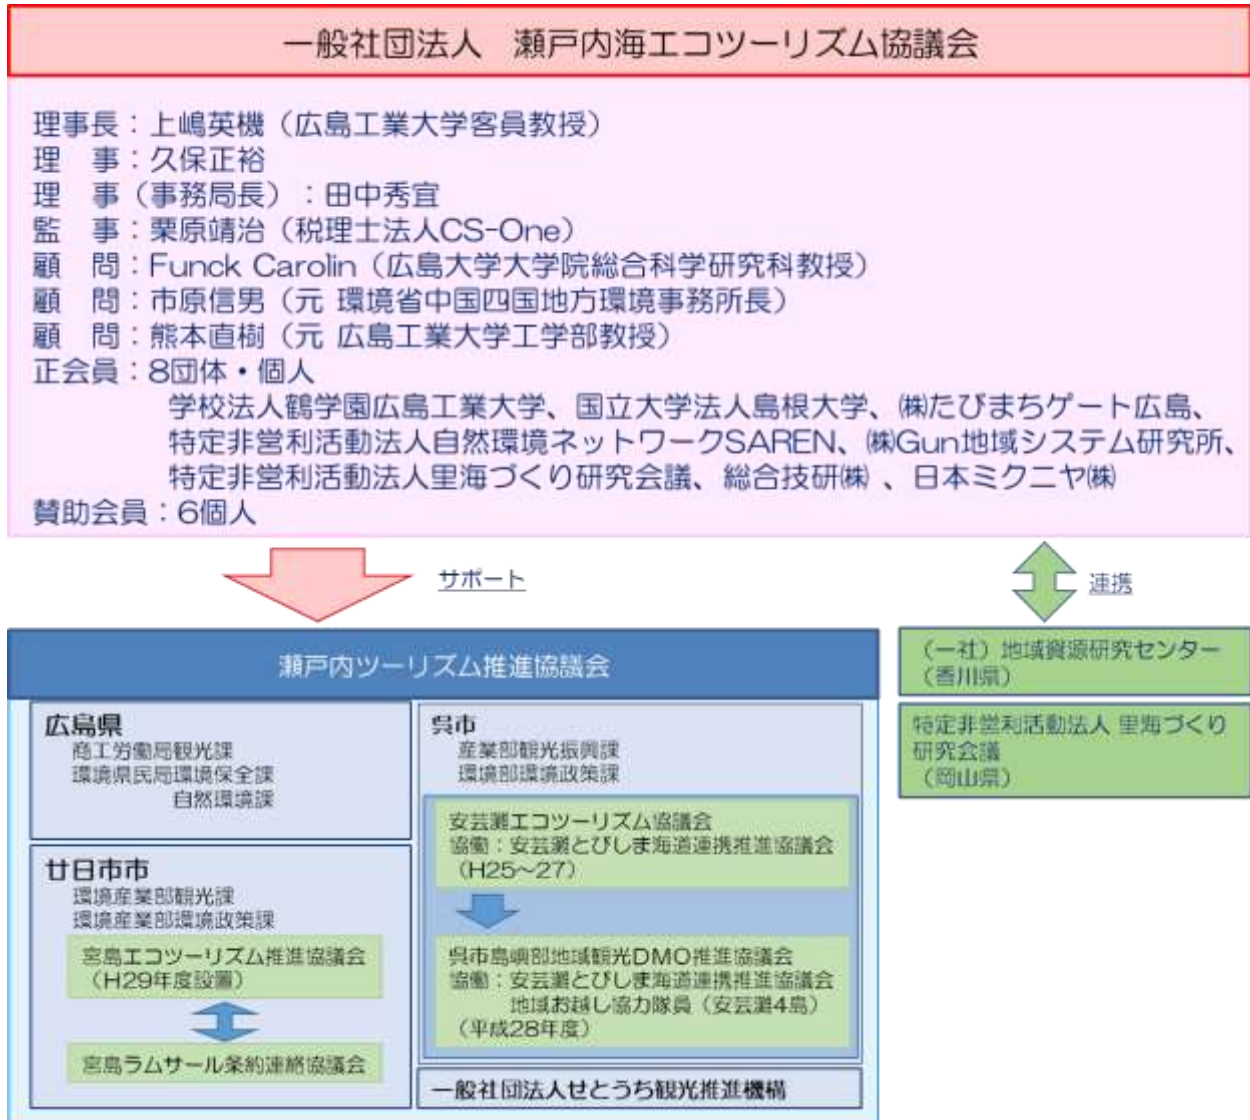 一般社団法人　瀬戸内海エコツーリズム協議会
理事長：上嶋英機（広島工業大学客員教授）
理　事：久保正裕
理　事（事務局長）：田中秀宜
監　事：栗原靖治（税理士法人CS-One）
顧　問：Funck Carolin（広島大学大学院総合科学研究科教授）
顧　問：市原信男（元 環境省中国四国地方環境事務所長）
顧　問：熊本直樹（元 広島工業大学工学部教授）
正会員：8団体・個人
学校法人鶴学園広島工業大学、国立大学法人島根大学、㈱たびまちゲート広島、
特定非営利活動法人自然環境ネットワークSAREN、㈱Gun地域システム研究所、
特定非営利活動法人里海づくり研究会議、総合技研㈱ 、日本ミクニヤ㈱
賛助会員：6個人
サポート
連携
瀬戸内ツーリズム推進協議会
広島県
商工労働局観光課
環境県民局環境保全課
自然環境課
廿日市市
環境産業部観光課
環境産業部環境政策課
宮島エコツーリズム推進協議会
（H29年度設置）
宮島ラムサール条約連絡協議会
呉市
産業部観光振興課
環境部環境政策課
安芸灘エコツーリズム協議会
協働：安芸灘とびしま海道連携推進協議会
（H25～27）
呉市島嶼部地域観光DMO推進協議会
協働：安芸灘とびしま海道連携推進協議会
地域お越し協力隊員（安芸灘4島）
（平成28年度）
一般社団法人せとうち観光推進機構
（一社）地域資源研究センター
（香川県）
特定非営利活動法人 里海づくり
研究会議
（岡山県）